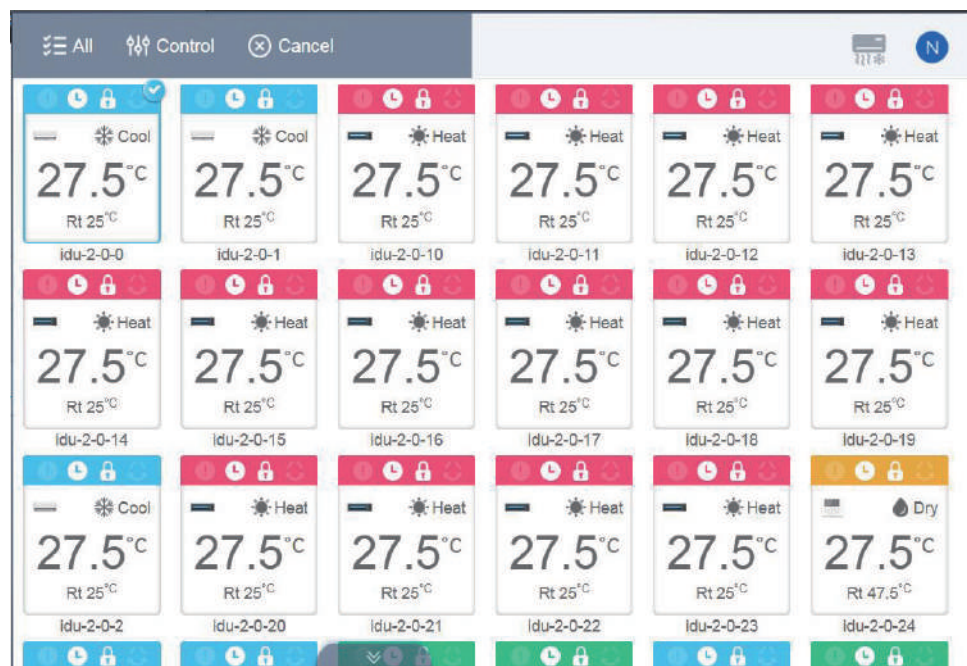 All Control Cancel N
Cool Cool Heat Heat Heat Heat
27.5°C 27.5°C 27.5°C 27.5°C 27.5°C 27.5°C
Rt 25°C Rt 25°C Rt 25°C Rt 25°C Rt 25°C Rt 25°C
idu-2-0-0 idu-2-0-1 idu-2-0-10 idu-2-0-11 idu-2-0-12 idu-2-0-13
Heat Heat Heat Heat Heat Heat
27.5°C 27.5°C 27.5°C 27.5°C 27.5°C 27.5°C
Rt 25°C Rt 25°C Rt 25°C Rt 25°C Rt 25°C Rt 25°C
idu-2-0-14 idu-2-0-15 idu-2-0-16 idu-2-0-17 idu-2-0-18 idu-2-0-19
Cool Heat Heat Heat Heat Dry
27.5°C 27.5°C 27.5°C 27.5°C 27.5°C 27.5°C
Rt 25°C Rt 25°C Rt 25°C Rt 25°C Rt 25°C Rt 47.5°C
idu-2-0-2 idu-2-0-20 idu-2-0-21 idu-2-0-22 idu-2-0-23 idu-2-0-24